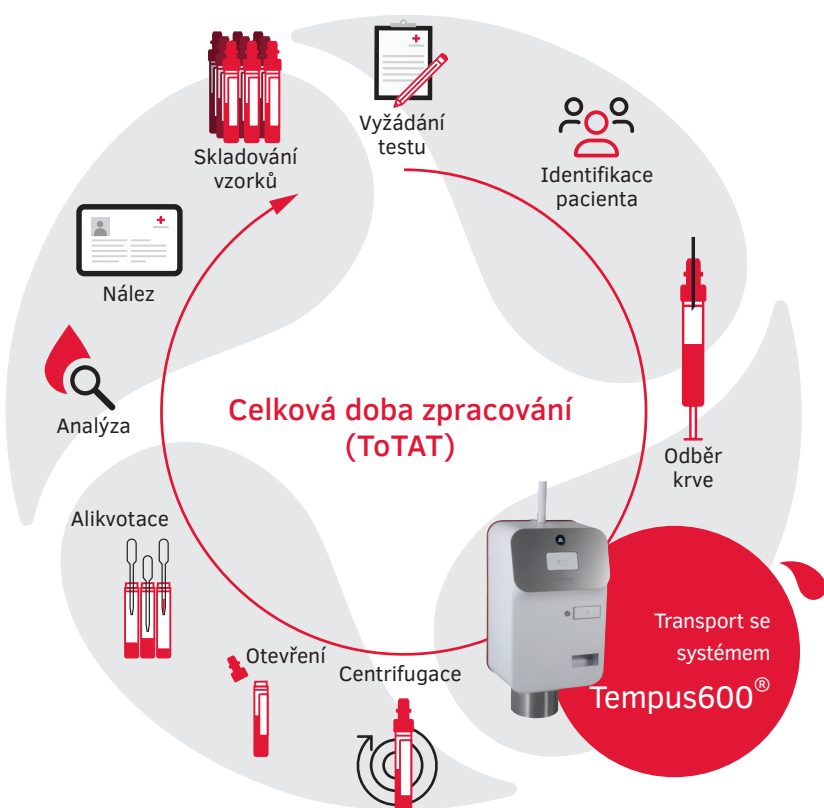 Vyžádání
testu
Identifikace
pacienta
Odběr
krve
Transport se
systémem
Tempus600®
Centrifugace
Otevření
Alikvotace
Analýza
Nález
Skladování
vzorků
Celková doba zpracování
(ToTAT)